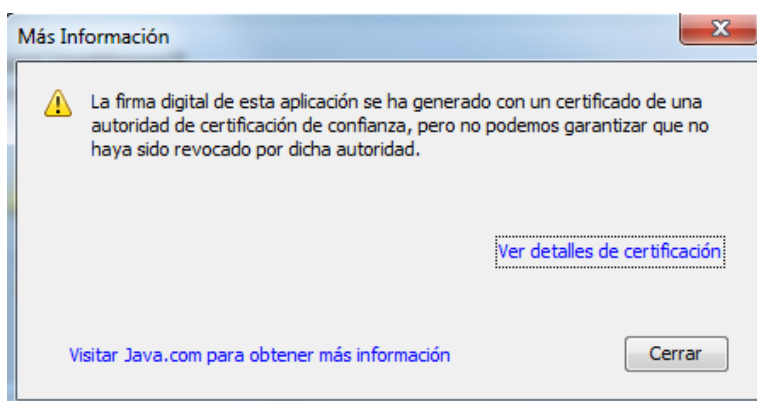 Más Información
La firma digital de esta aplicación se ha generado con un certificado de una
autoridad de certificación de confianza, pero no podemos garantizar que no
haya sido revocado por dicha autoridad.
Ver detalles de certificación
Visitar Java.com para obtener más información
Cerrar